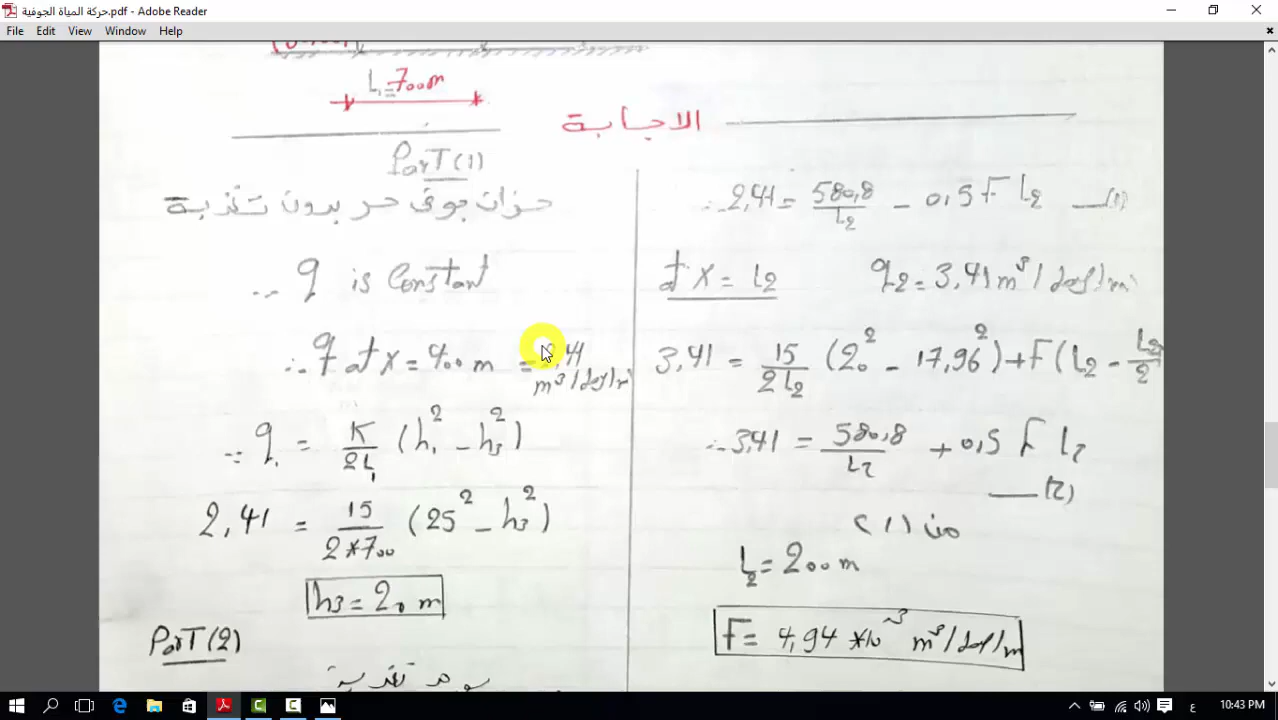 حركة المياة الجوفية.pdf - Adobe Reader
File Edit View Window Help
L₁=700m
الاجابة
ParT(1)
خزان جوفى حر بدون تغذية
∴ q is Constant
∴ q at x = 900 m = 2,41
m³/day/m
∴ q₁ = K/2L₁ (h₁² - h₃²)
2,41 = 15/2*700 (25² - h₃²)
h₃ = 20 m
ParT(2)
∴ 2,41 = 580,8/L₂ - 0,5 F L₂ —(1)
at x = L₂ q₂ = 3,41 m³/day/m
3,41 = 15/2L₂ (20² - 17,96²) + F(L₂ - L₂/2)
∴ 3,41 = 580,8/L₂ + 0,5 F L₂
—(2)
من (1)
L₂ = 200 m
F = 4,94 *10⁻³ m³/day/m
ع 10:43 PM